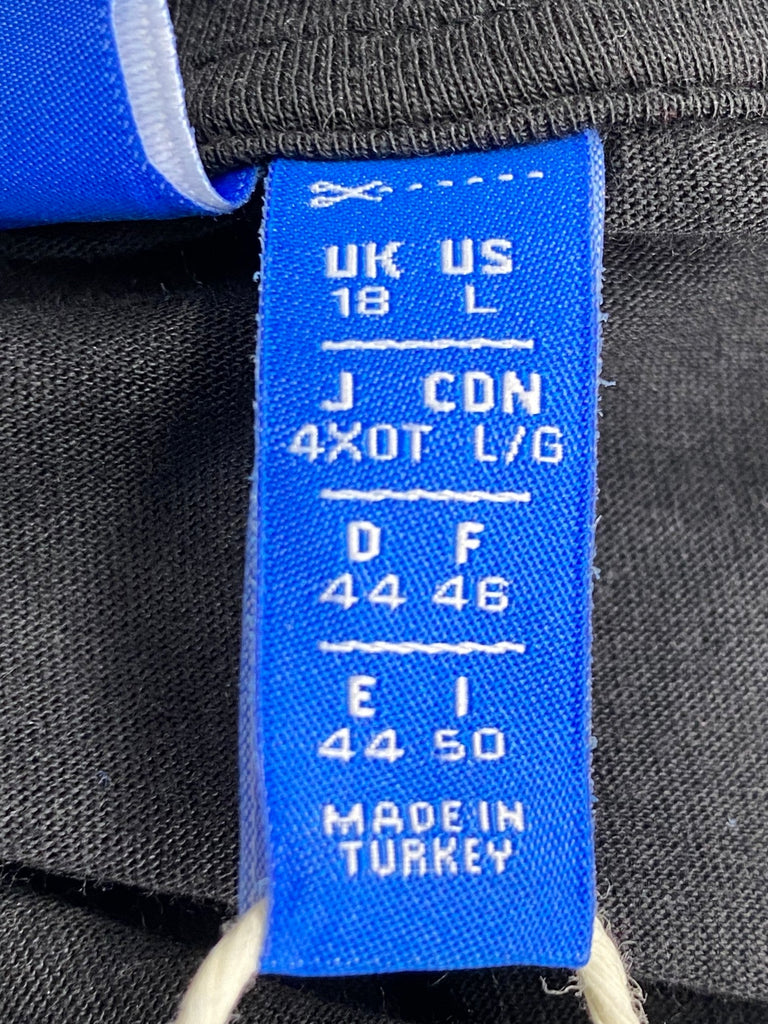 UK US
18 L
J CDN
4XOT L/G
D F
44 46
E I
44 50
MADE IN
TURKEY